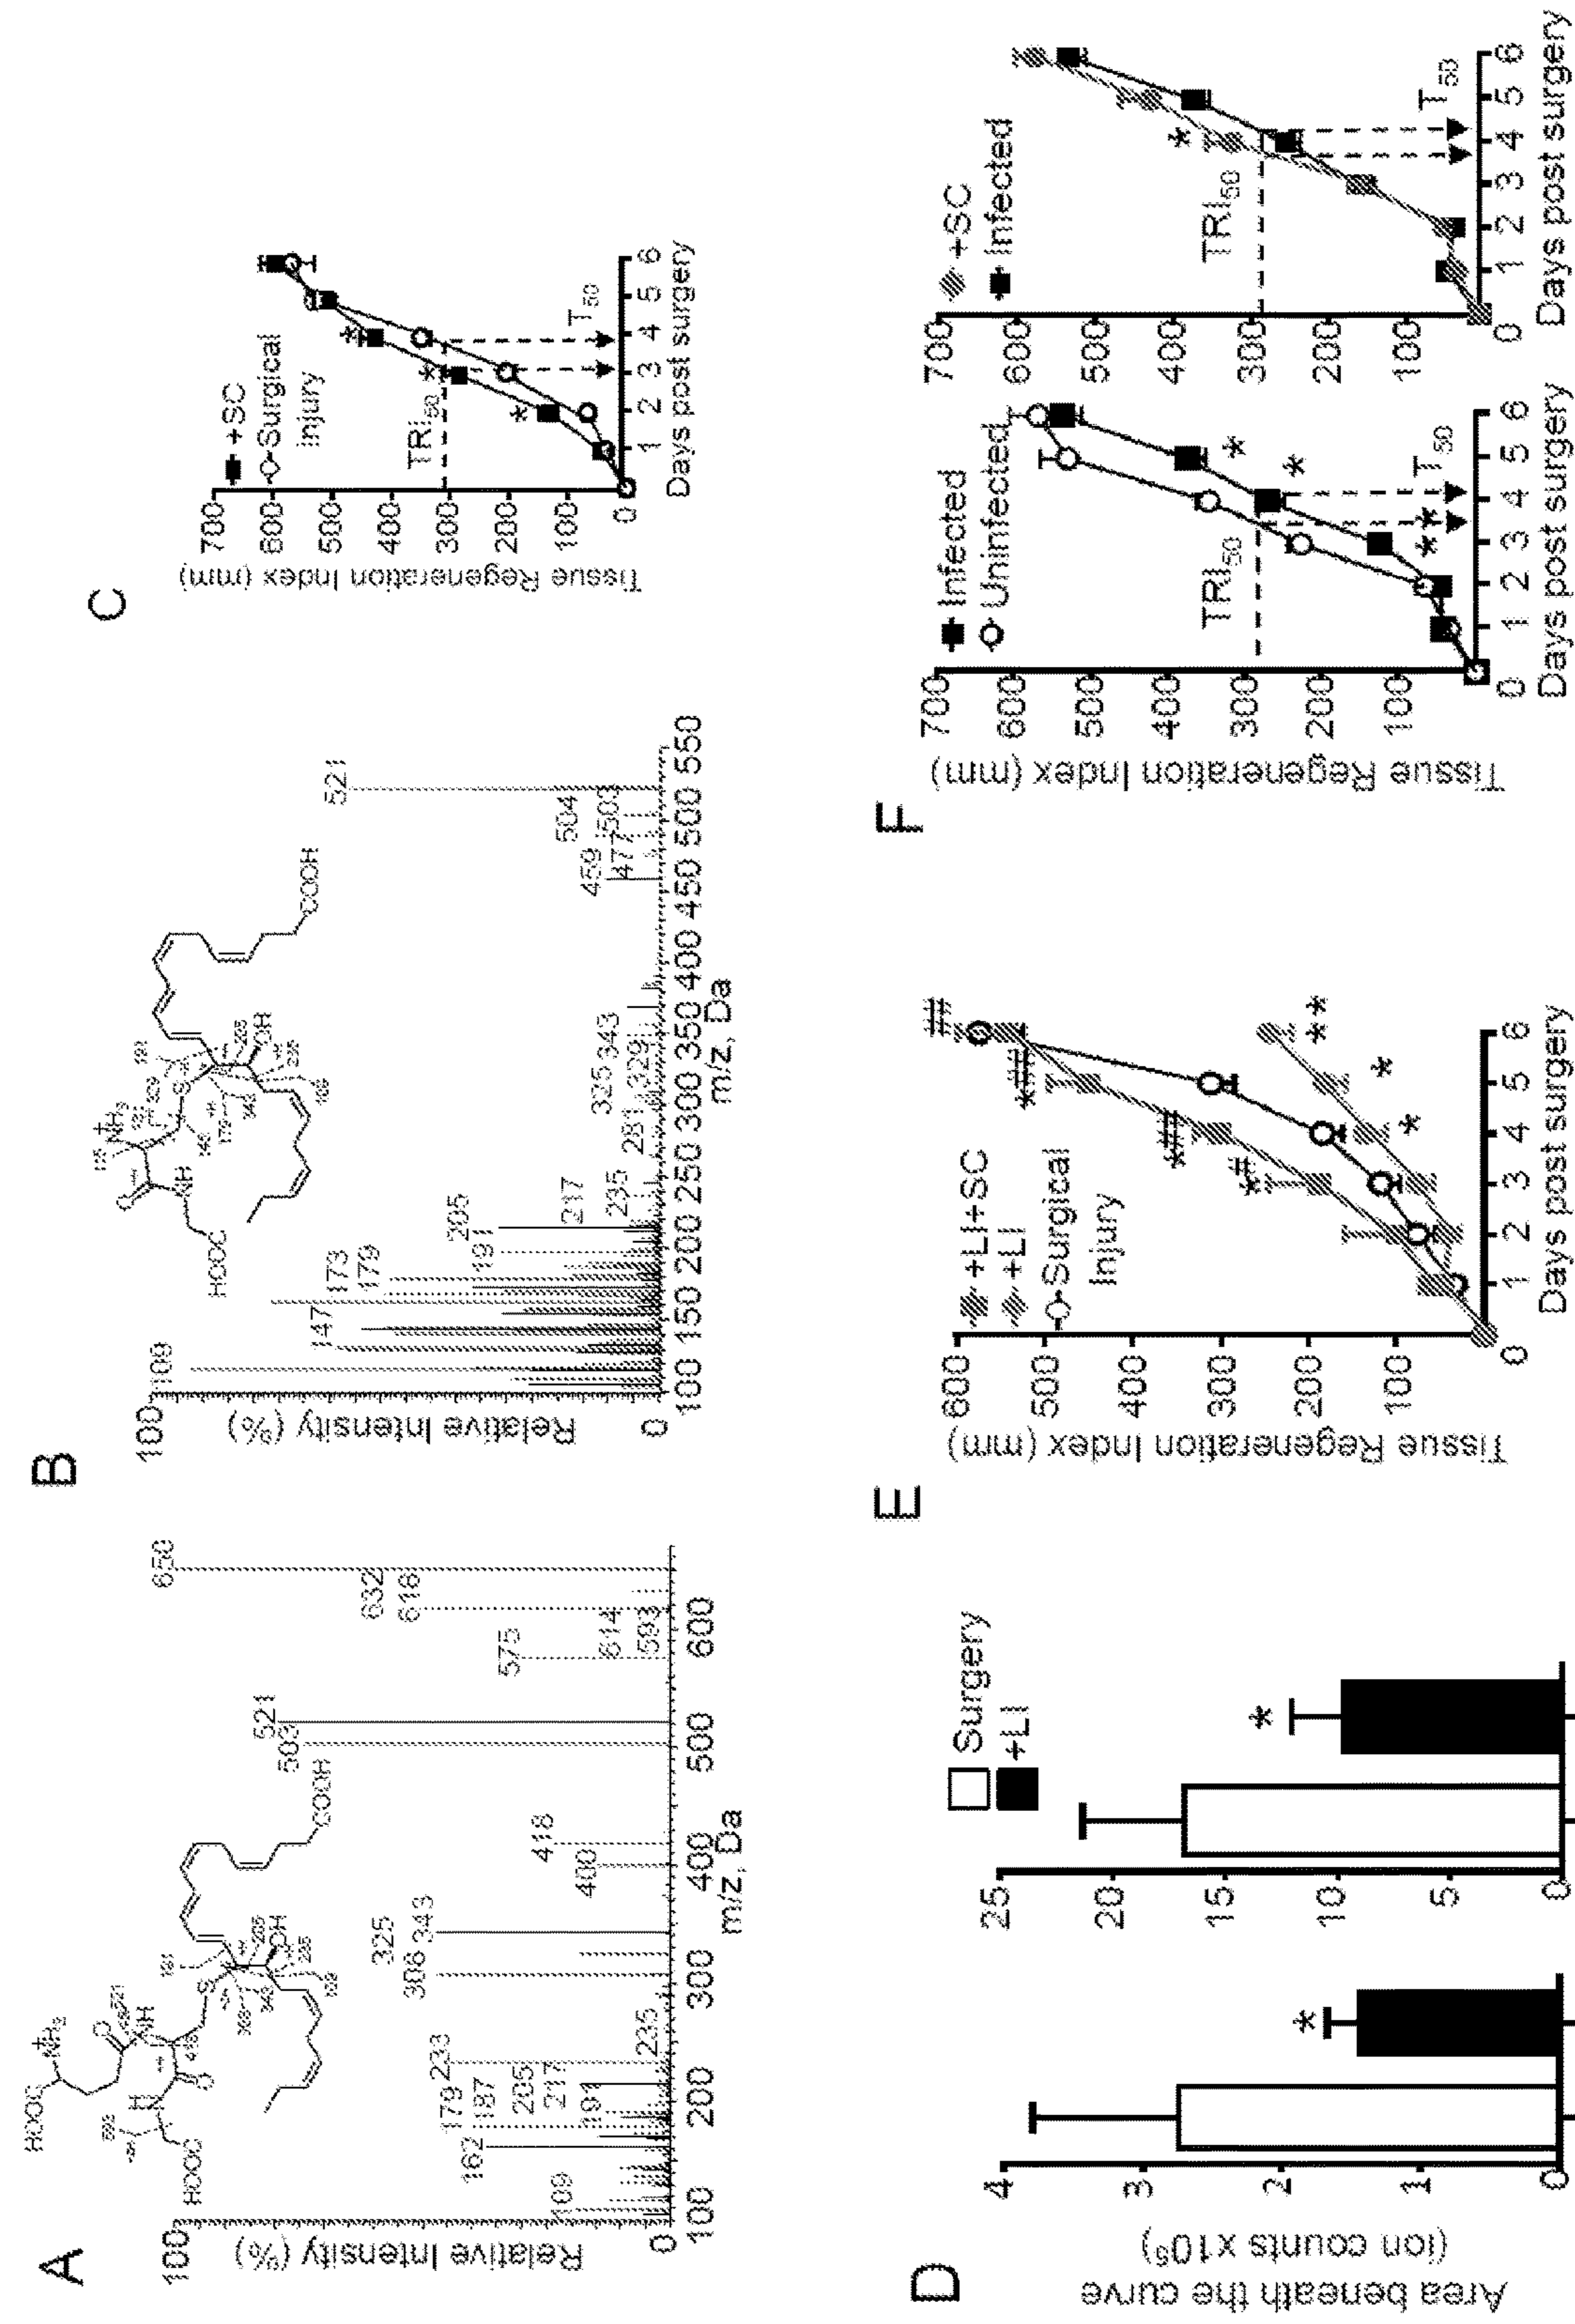 A
Relative Intensity (%)
100
0
100
200
300
400
500
600
m/z, Da
109
162
179
187
205
217
191
233
235
306
325
343
400
418
503
521
575
593
614
618
632
650
HOOC
NH
O
HOOC
S
OH
COOH
B
Relative Intensity (%)
100
0
100 150 200 250 300 350 400 450 500 550
m/z, Da
109
147
173
179
191
205
217
235
281
325
329
343
459
477
504
503
521
HOOC
NH
O
S
OH
COOH
C
Tissue Regeneration Index (mm)
700
600
500
400
300
200
100
0
1 2 3 4 5 6
Days post surgery
+SC
Surgical
Injury
TRI50
T50
*
*
*
D
Area beneath the curve
(ion counts x10⁶)
4
3
2
1
0
*
25
20
15
10
5
0
*
Surgery
+LI
E
Tissue Regeneration Index (mm)
600
500
400
300
200
100
0
1 2 3 4 5 6
Days post surgery
+LI+SC
+LI
Surgical
Injury
##
*
*
**
F
Tissue Regeneration Index (mm)
700
600
500
400
300
200
100
0
1 2 3 4 5 6
Days post surgery
Infected
Uninfected
TRI50
T50
**
*
*
700
600
500
400
300
200
100
0
1 2 3 4 5 6
Days post surgery
+SC
Infected
TRI50
T50
*